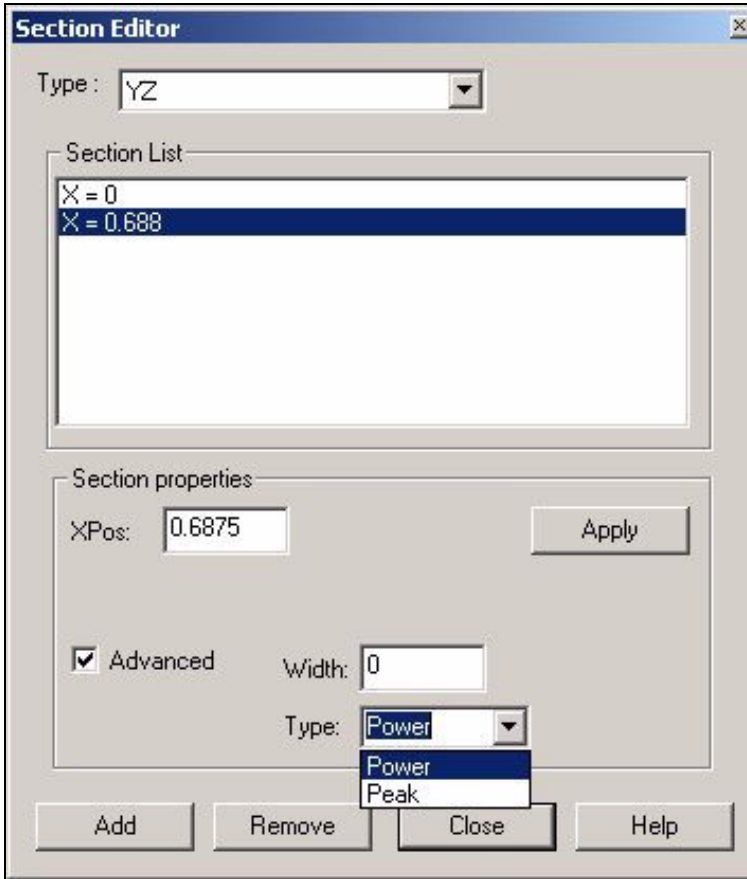 Section Editor
Type : YZ
Section List
X = 0
X = 0.688
Section properties
XPos: 0.6875 Apply
Advanced Width: 0
Type: Power
Power
Peak
Add Remove Close Help